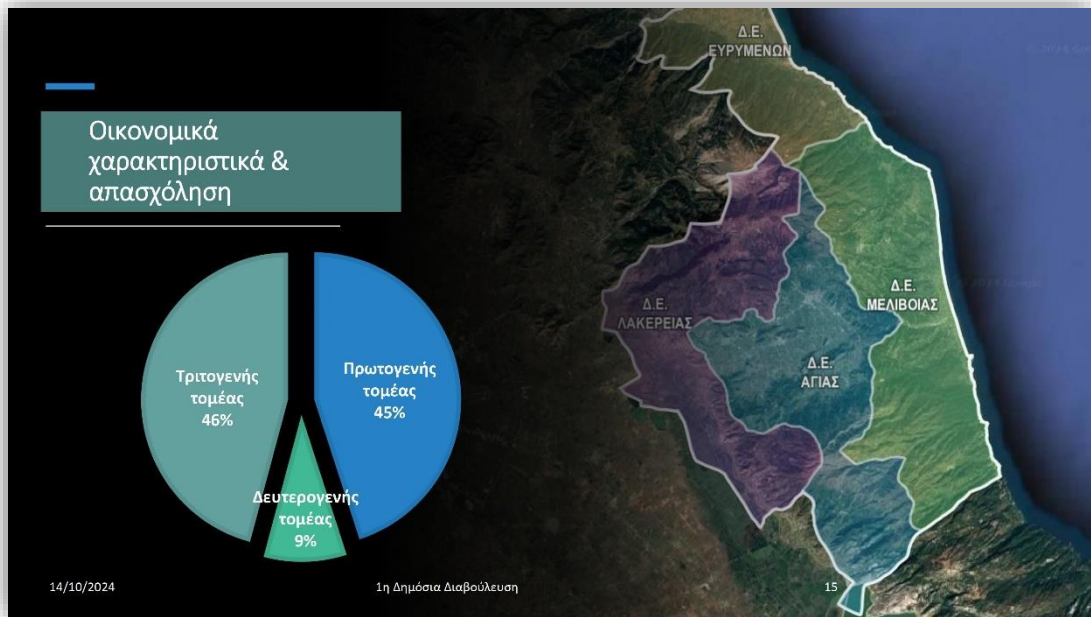 Οικονομικά
χαρακτηριστικά &
απασχόληση
Τριτογενής
τομέας
46%
Πρωτογενής
τομέας
45%
Δευτερογενής
τομέας
9%
Δ.Ε.
ΕΥΡΥΜΕΝΩΝ
Δ.Ε.
ΜΕΛΙΒΟΙΑΣ
Δ.Ε.
ΛΑΚΕΡΕΙΑΣ
Δ.Ε.
ΑΓΙΑΣ
14/10/2024
1η Δημόσια Διαβούλευση
15